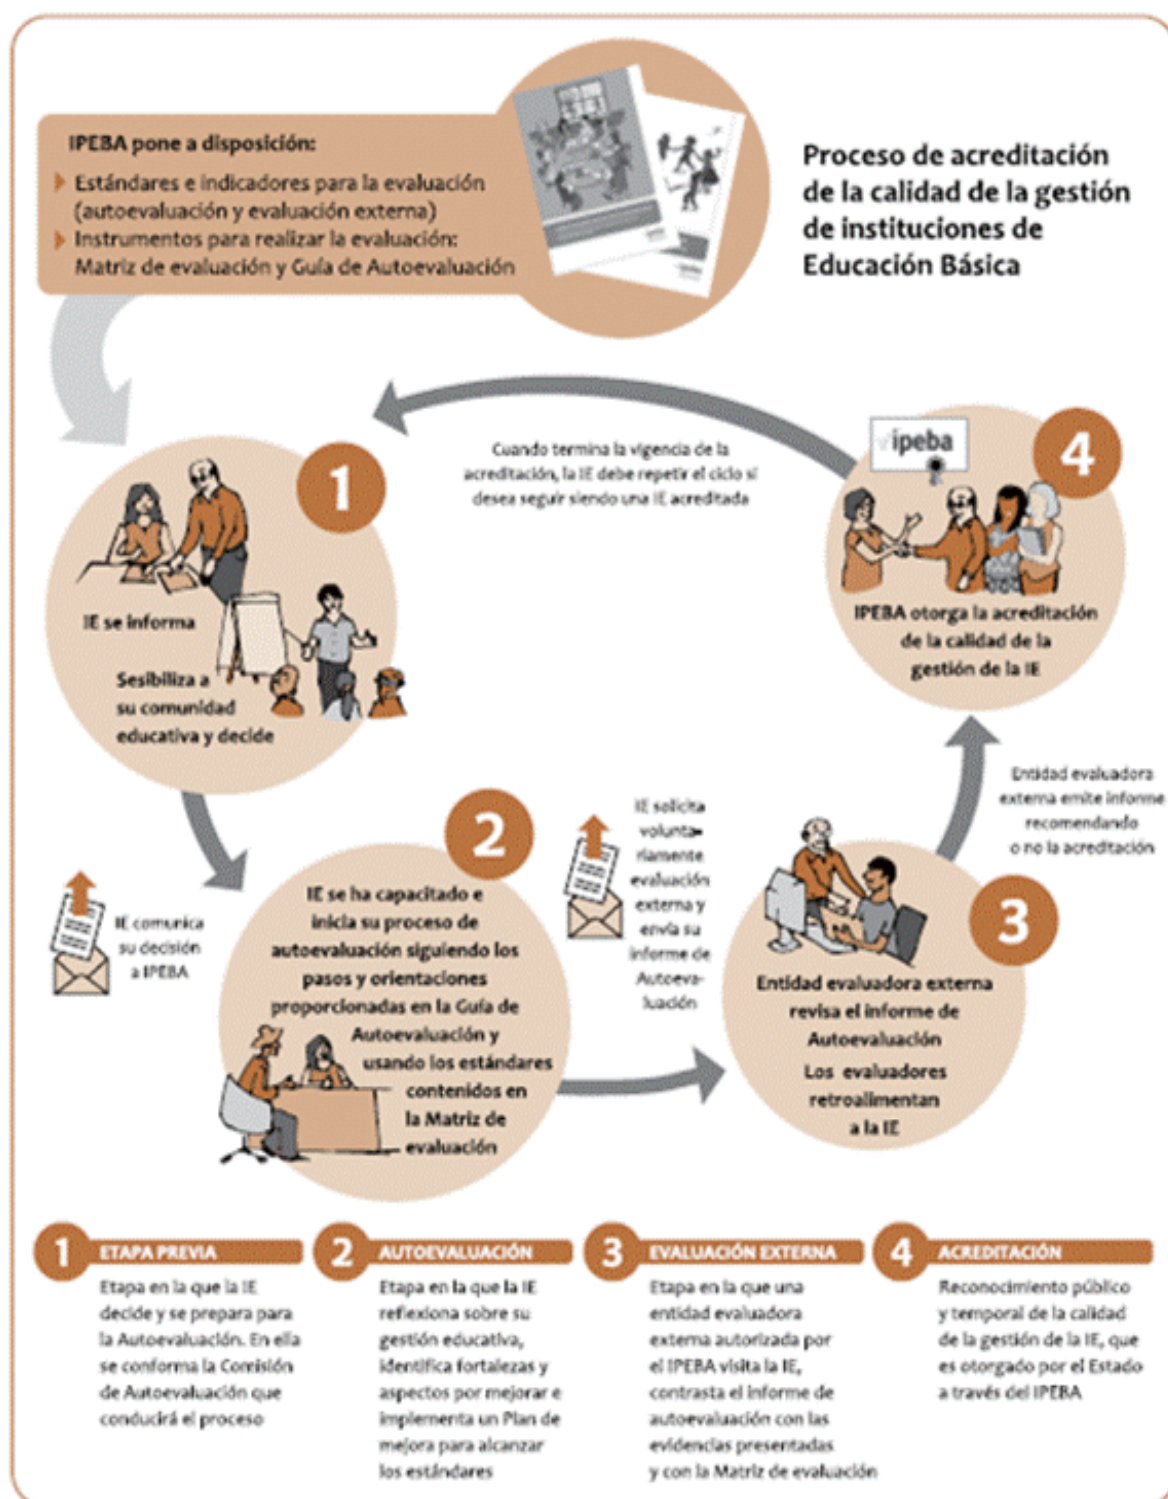 IPEBA pone a disposición:
Estándares e indicadores para la evaluación
(autoevaluación y evaluación externa)
Instrumentos para realizar la evaluación:
Matriz de evaluación y Guía de Autoevaluación
Proceso de acreditación
de la calidad de la gestión
de instituciones de
Educación Básica
Cuando termina la vigencia de la
acreditación, la IE debe repetir el ciclo si
desea seguir siendo una IE acreditada
1
IE se informa
Sesibiliza a
su comunidad
educativa y decide
ipeba
4
IPEBA otorga la acreditación
de la calidad de la
gestión de la IE
IE comunica
su decisión
a IPEBA
2
IE se ha capacitado e
inicia su proceso de
autoevaluación siguiendo los
pasos y orientaciones
proporcionadas en la Guía de
Autoevaluación y
usando los estándares
contenidos en
la Matriz de
evaluación
IE solicita
volunta-
riamente
evaluación
externa y
envía su
informe de
Autoeva-
luación
3
Entidad evaluadora externa
revisa el informe de
Autoevaluación
Los evaluadores
retroalimentan
a la IE
Entidad evaluadora
externa emite informe
recomendando
o no la acreditación
1 ETAPA PREVIA
Etapa en la que la IE
decide y se prepara para
la Autoevaluación. En ella
se conforma la Comisión
de Autoevaluación que
conducirá el proceso
2 AUTOEVALUACIÓN
Etapa en la que la IE
reflexiona sobre su
gestión educativa,
identifica fortalezas y
aspectos por mejorar e
implementa un Plan de
mejora para alcanzar
los estándares
3 EVALUACIÓN EXTERNA
Etapa en la que una
entidad evaluadora
externa autorizada por
el IPEBA visita la IE,
contrasta el informe de
autoevaluación con las
evidencias presentadas
y con la Matriz de evaluación
4 ACREDITACIÓN
Reconocimiento público
y temporal de la calidad
de la gestión de la IE, que
es otorgado por el Estado
a través del IPEBA